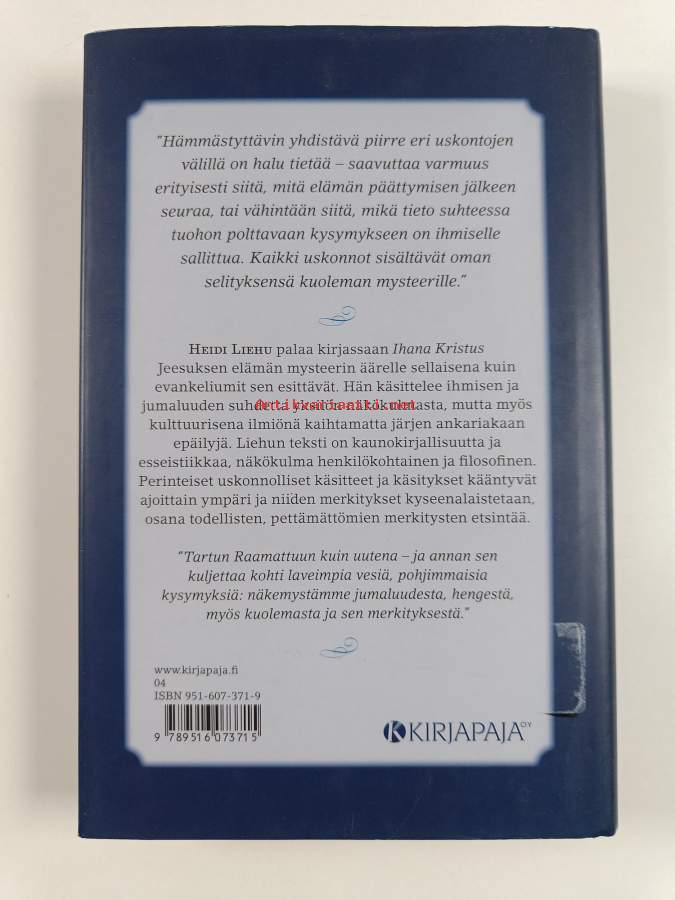 "Hämmästyttävin yhdistävä piirre eri uskontojen
välillä on halu tietää – saavuttaa varmuus
erityisesti siitä, mitä elämän päättymisen jälkeen
seuraa, tai vähintään siitä, mikä tieto suhteessa
tuohon polttavaan kysymykseen on ihmiselle
sallittua. Kaikki uskonnot sisältävät oman
selityksensä kuoleman mysteerille."
HEIDI LIEHU palaa kirjassaan Ihana Kristus
Jeesuksen elämän mysteerin äärelle sellaisena kuin
evankeliumit sen esittävät. Hän käsittelee ihmisen ja
jumaluuden suhdetta yksilön näkökulmasta, mutta myös
kulttuurisena ilmiönä kaihtamatta järjen ankariakaan
epäilyjä. Liehun teksti on kaunokirjallisuutta ja
esseistiikkaa, näkökulma henkilökohtainen ja filosofinen.
Perinteiset uskonnolliset käsitteet ja käsitykset kääntyvät
ajoittain ympäri ja niiden merkitykset kyseenalaistetaan,
osana todellisten, pettämättömien merkitysten etsintää.
"Tartun Raamattuun kuin uutena – ja annan sen
kuljettaa kohti laveimpia vesiä, pohjimmaisia
kysymyksiä: näkemystämme jumaluudesta, hengestä,
myös kuolemasta ja sen merkityksestä."
www.kirjapaja.fi
04
ISBN 951-607-371-9
9 789516 073715
KIRJAPAJA OY